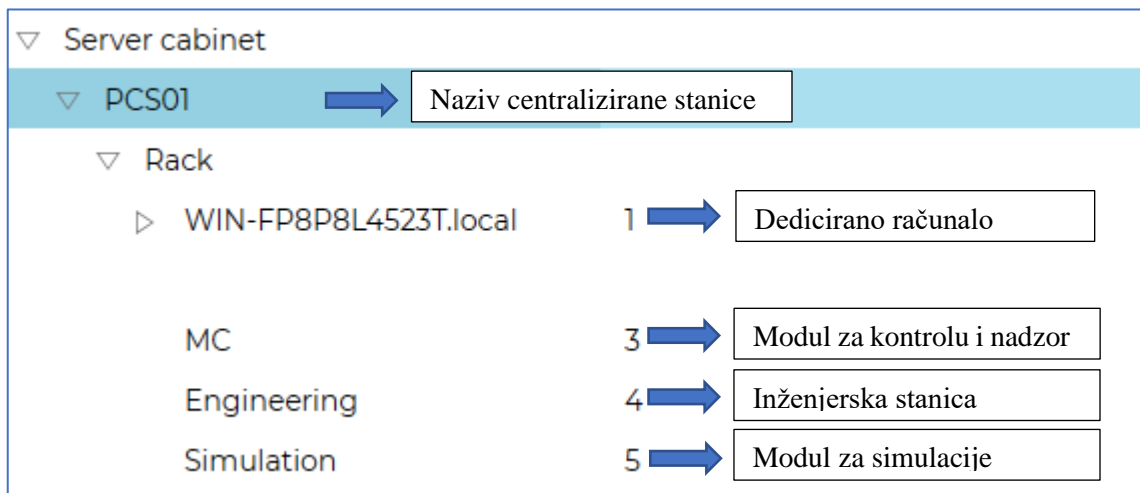 Server cabinet
PCS01 Naziv centralizirane stanice
Rack
WIN-FP8P8L4523T.local 1 Dedicirano računalo
MC 3 Modul za kontrolu i nadzor
Engineering 4 Inženjerska stanica
Simulation 5 Modul za simulacije